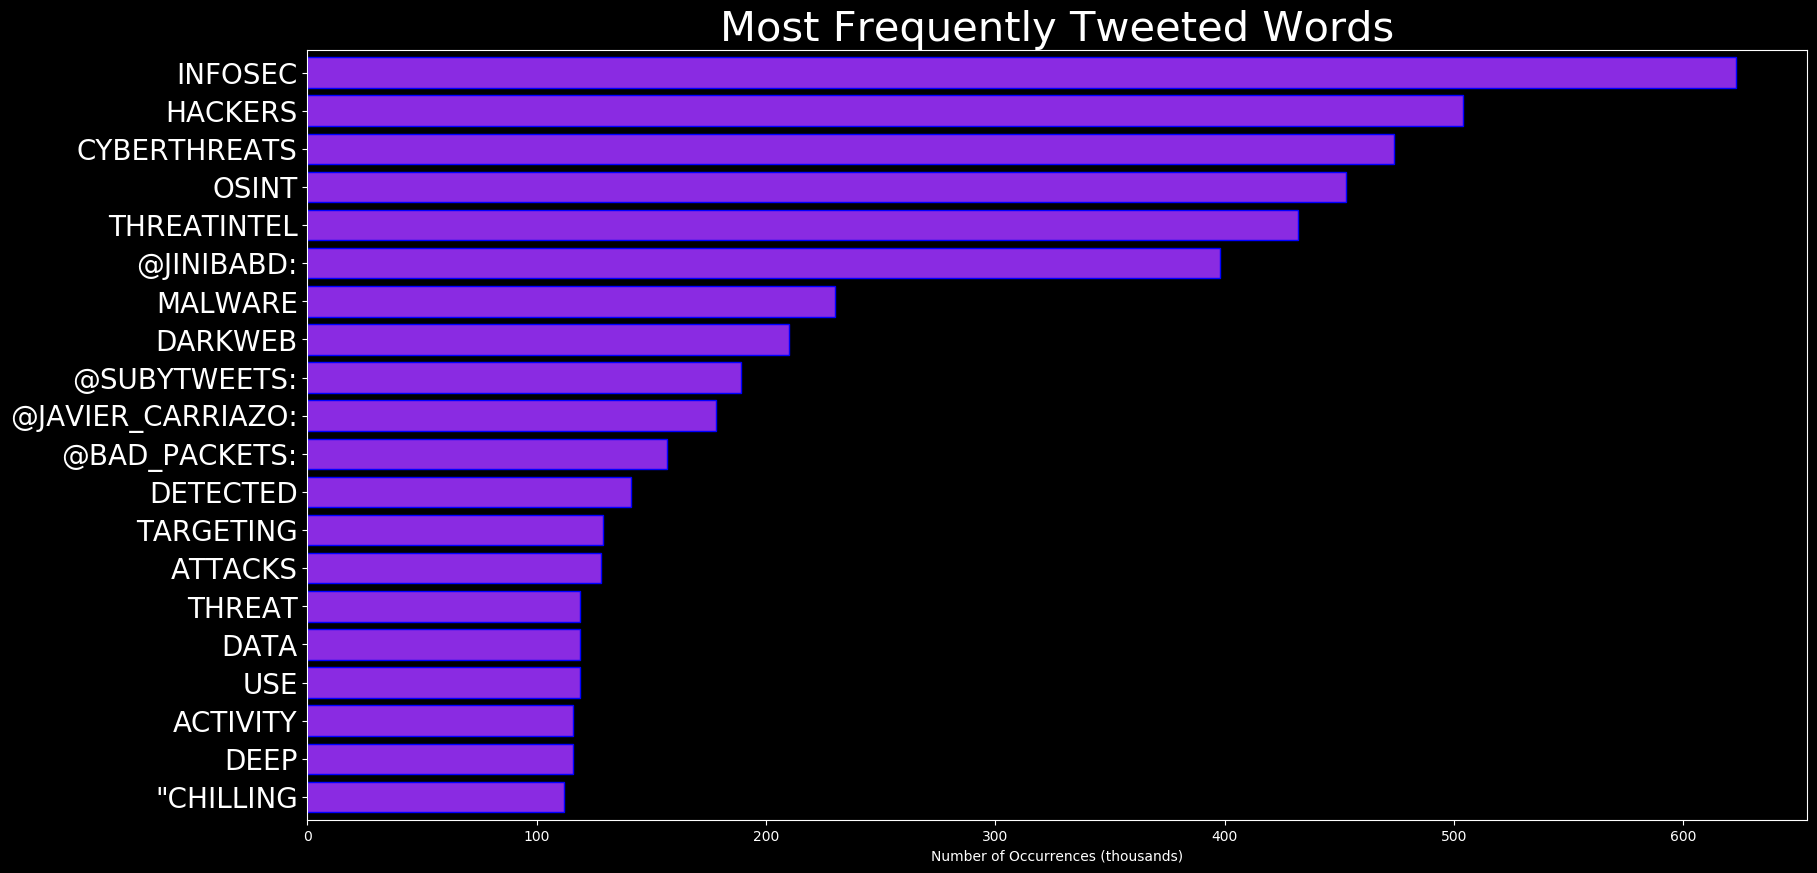 Most Frequently Tweeted Words
INFOSEC
HACKERS
CYBERTHREATS
OSINT
THREATINTEL
@JINIBABD:
MALWARE
DARKWEB
@SUBYTWEETS:
@JAVIER_CARRIAZO:
@BAD_PACKETS:
DETECTED
TARGETING
ATTACKS
THREAT
DATA
USE
ACTIVITY
DEEP
"CHILLING
0 100 200 300 400 500 600
Number of Occurrences (thousands)